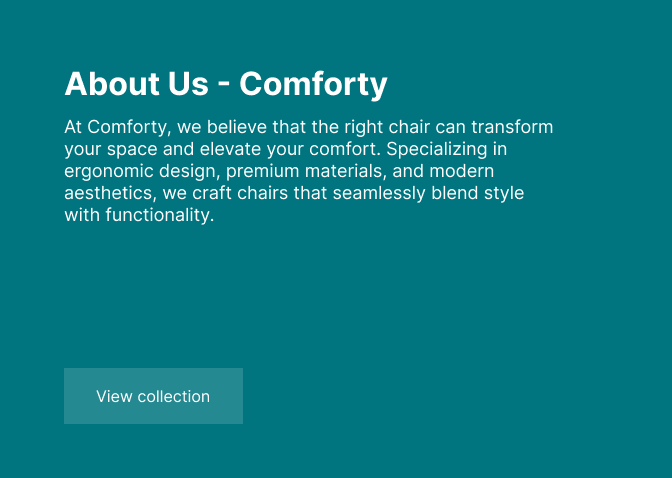 About Us - Comforty
At Comforty, we believe that the right chair can transform
your space and elevate your comfort. Specializing in
ergonomic design, premium materials, and modern
aesthetics, we craft chairs that seamlessly blend style
with functionality.
View collection